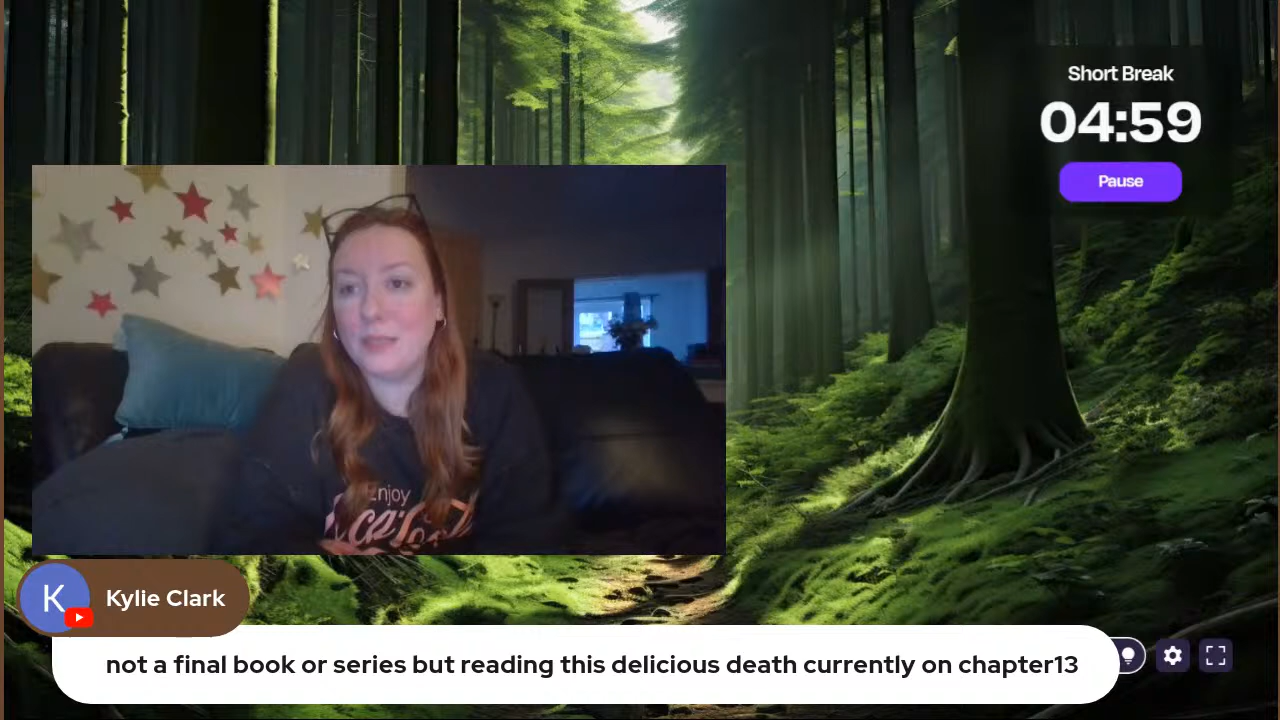 Short Break
04:59
Pause
Enjoy
K
Kylie Clark
not a final book or series but reading this delicious death currently on chapter13